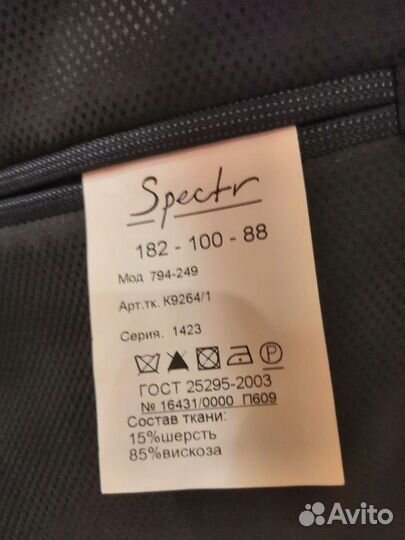 Spectr
182 - 100 - 88
Мод 794-249
Арт.тк. К9264/1
Серия. 1423
P
ГОСТ 25295-2003
№ 16431/0000 П609
Состав ткани:
15%шерсть
85%вискоза
Avito